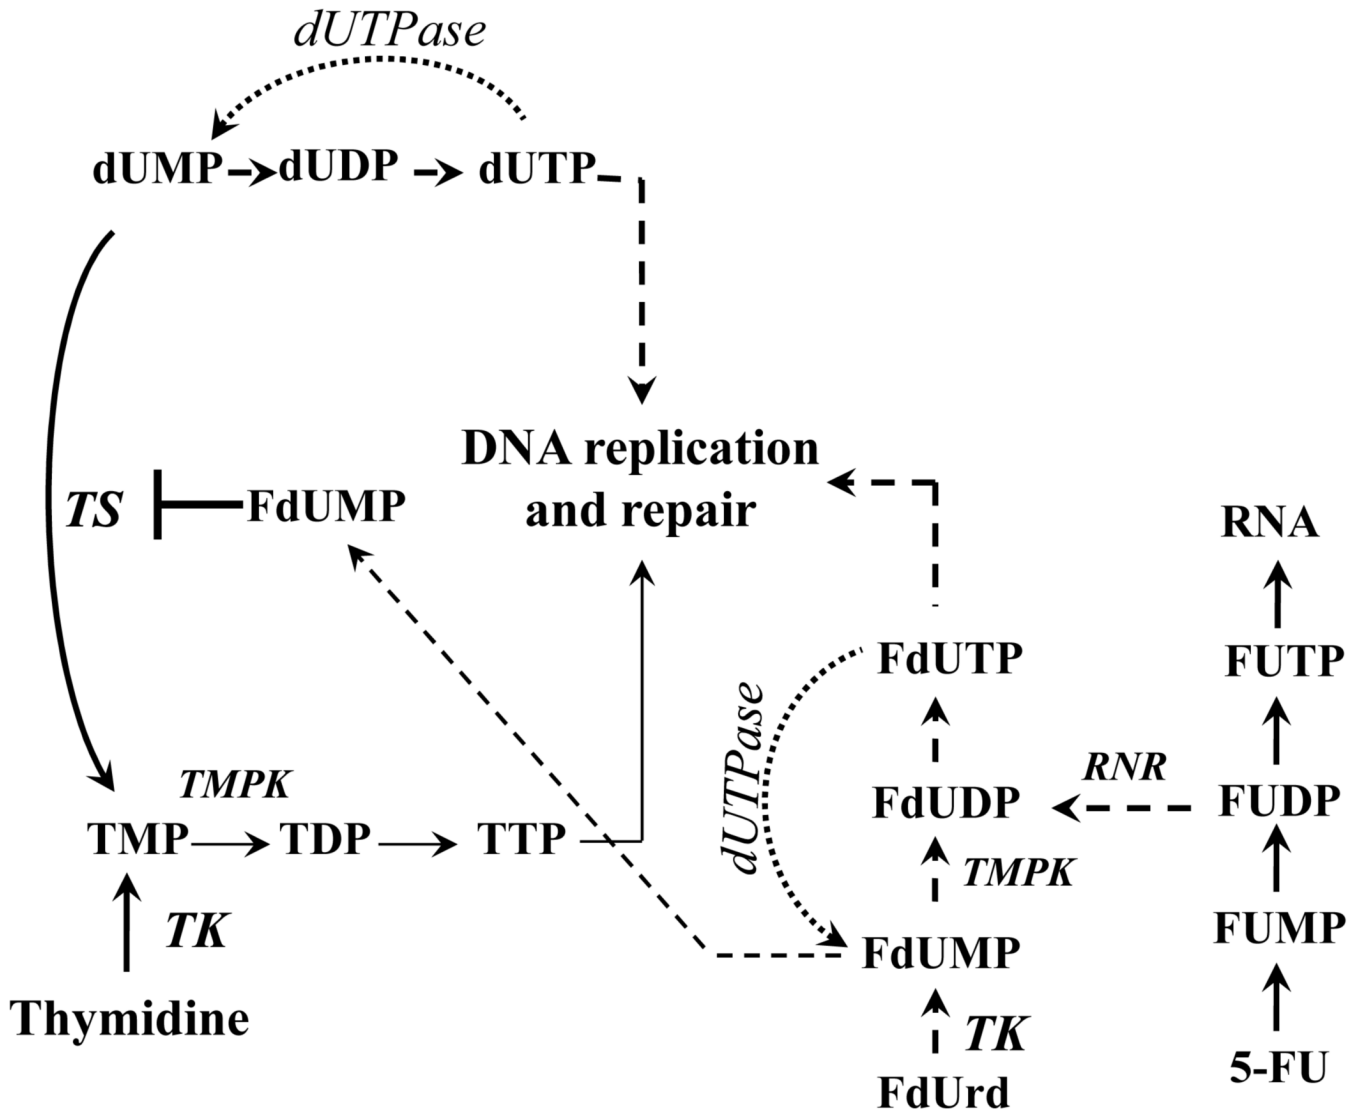 dUTPase
dUMP dUDP dUTP
DNA replication
and repair
TS FdUMP
RNA
FdUTP FUTP
dUTPase
RNR
FdUDP FUDP
TMPK
TMP TDP TTP
TMPK
TK
FdUMP FUMP
Thymidine
TK
FdUrd 5-FU